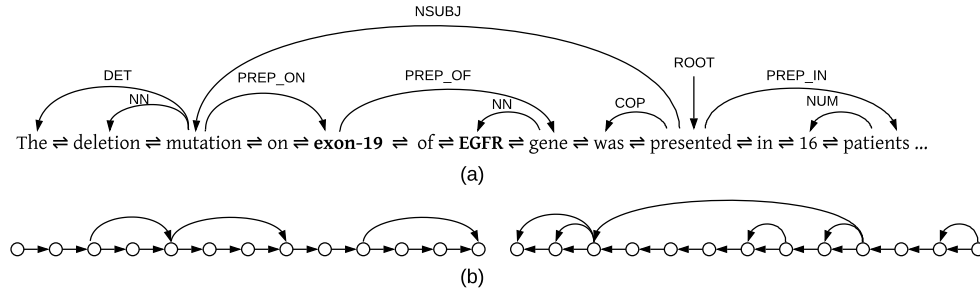 NSUBJ
ROOT
DET PREP_ON PREP_OF PREP_IN
NN NN COP NUM
The ⇌ deletion ⇌ mutation ⇌ on ⇌ exon-19 ⇌ of ⇌ EGFR ⇌ gene ⇌ was ⇌ presented ⇌ in ⇌ 16 ⇌ patients ...
(a)
(b)